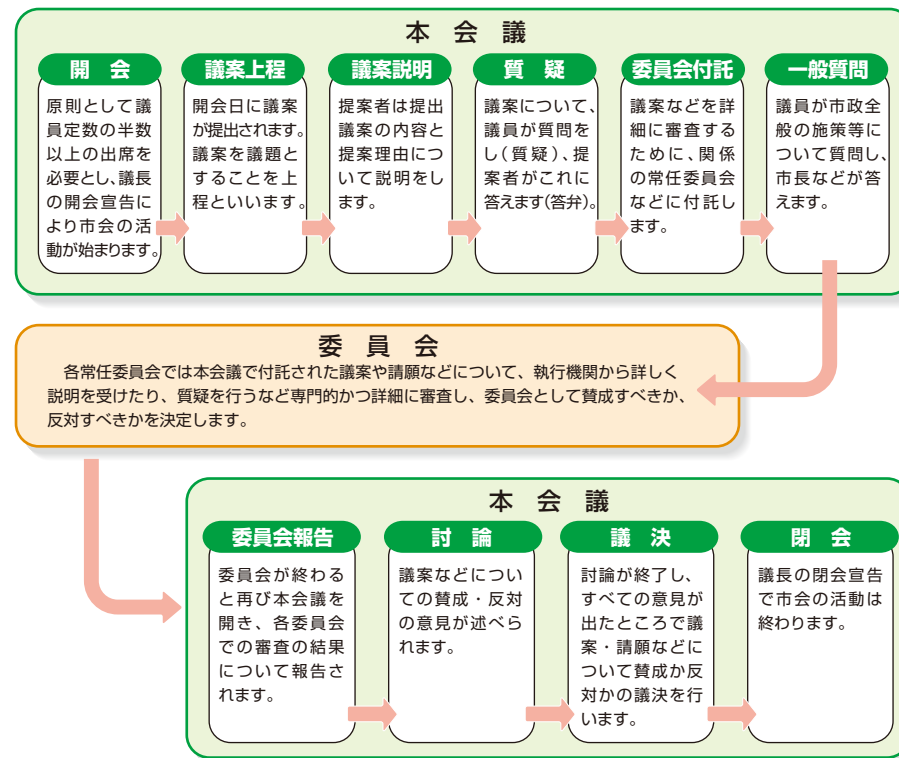 本会議
開会
原則として議
員定数の半数
以上の出席を
必要とし、議長
の開会宣告に
より市会の活
動が始まります。
議案上程
開会日に議案
が提出されます。
議案を議題と
することを上
程といいます。
議案説明
提案者は提出
議案の内容と
提案理由につ
いて説明をし
ます。
質疑
議案について、
議員が質問を
し(質疑)、提
案者がこれに
答えます(答弁)。
委員会付託
議案などを詳
細に審査する
ために、関係
の常任委員会
などに付託し
ます。
一般質問
議員が市政全
般の施策等に
ついて質問し、
市長などが答
えます。
委員会
各常任委員会では本会議で付託された議案や請願などについて、執行機関から詳しく
説明を受けたり、質疑を行うなど専門的かつ詳細に審査し、委員会として賛成すべきか、
反対すべきかを決定します。
本会議
委員会報告
委員会が終わる
と再び本会議を
開き、各委員会
での審査の結果
について報告さ
れます。
討論
議案などについ
ての賛成・反対
の意見が述べら
れます。
議決
討論が終了し、
すべての意見が
出たところで議
案・請願などに
ついて賛成か反
対かの議決を行
います。
閉会
議長の閉会宣告
で市会の活動は
終わります。